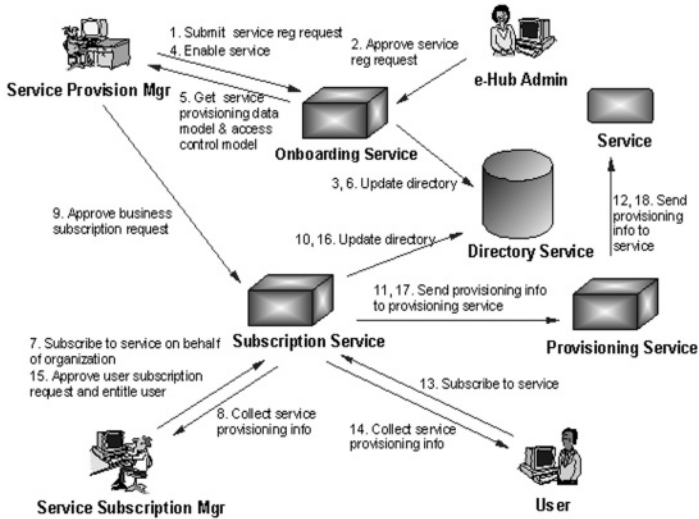 1. Submit service reg request
4. Enable service
2. Approve service
reg request
e-Hub Admin
Service Provision Mgr
5. Get service
provisioning data
model & access
control model
Onboarding Service
Service
3, 6. Update directory
12, 18. Send
provisioning
info to
service
9. Approve business
subscription request
10, 16. Update directory
Directory Service
11, 17. Send provisioning info
to provisioning service
Subscription Service
Provisioning Service
7. Subscribe to service on behalf
of organization
15. Approve user subscription
request and entitle user
13. Subscribe to service
8. Collect service
provisioning info
14. Collect service
provisioning info
Service Subscription Mgr
User